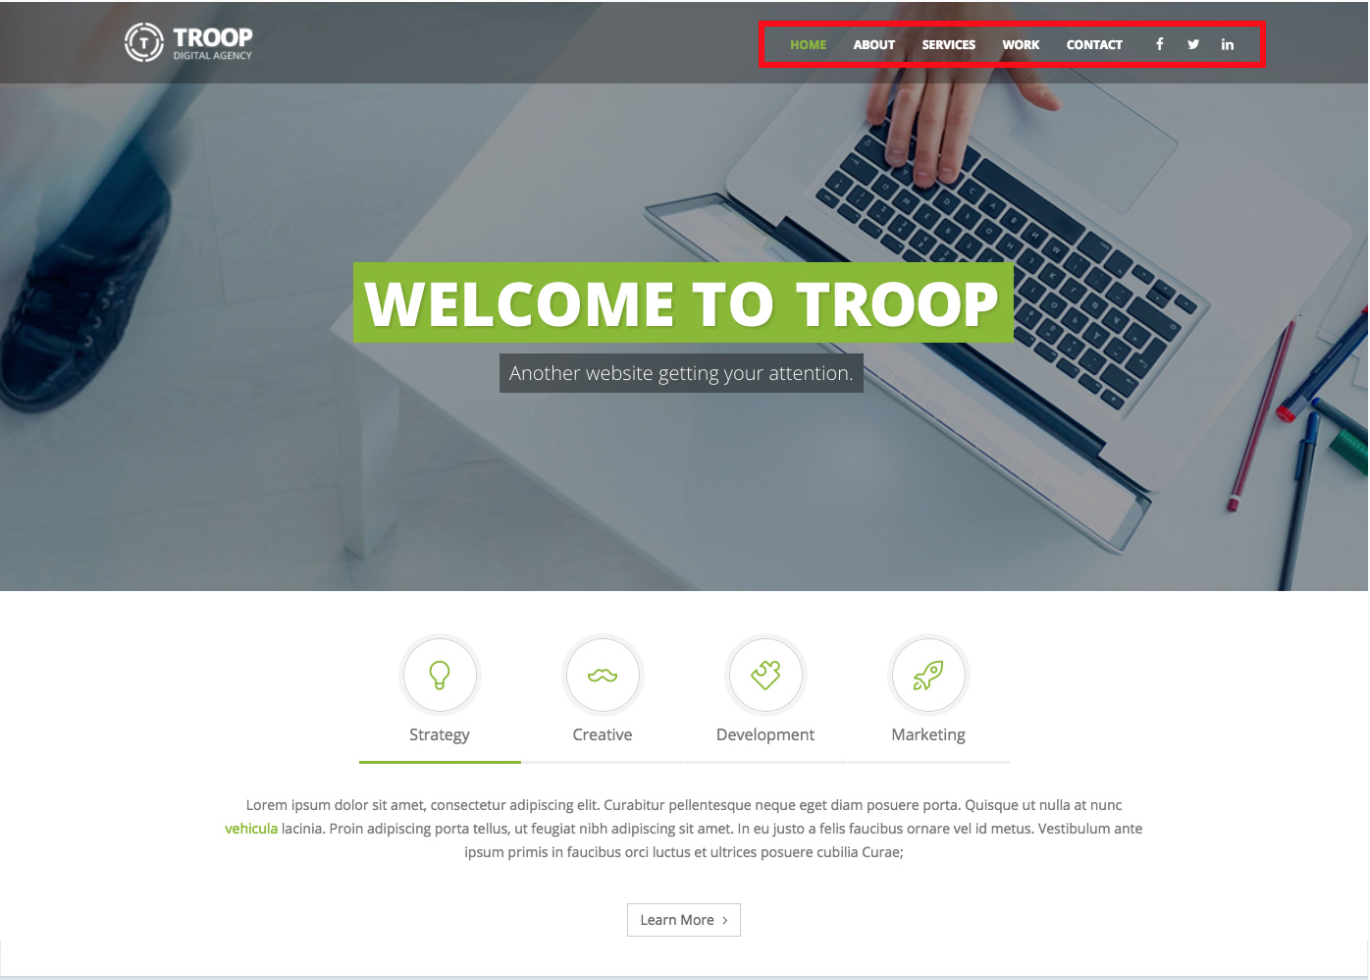 TROOP
DIGITAL AGENCY
HOME ABOUT SERVICES WORK CONTACT
WELCOME TO TROOP
Another website getting your attention.
Strategy Creative Development Marketing
Lorem ipsum dolor sit amet, consectetur adipiscing elit. Curabitur pellentesque neque eget diam posuere porta. Quisque ut nulla at nunc
vehicula lacinia. Proin adipiscing porta tellus, ut feugiat nibh adipiscing sit amet. In eu justo a felis faucibus ornare vel id metus. Vestibulum ante
ipsum primis in faucibus orci luctus et ultrices posuere cubilia Curae;
Learn More